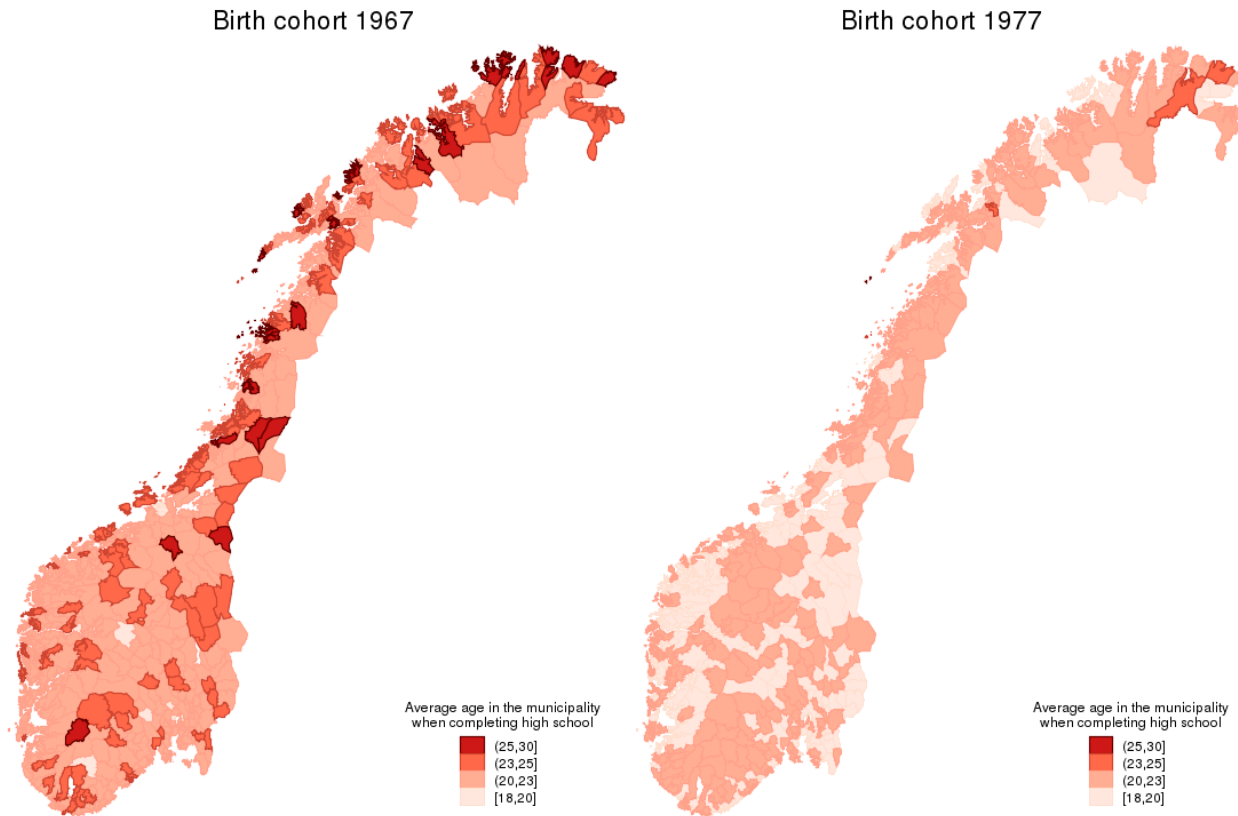 Birth cohort 1967
Birth cohort 1977
Average age in the municipality
when completing high school
(25,30]
(23,25]
(20,23]
[18,20]
Average age in the municipality
when completing high school
(25,30]
(23,25]
(20,23]
[18,20]